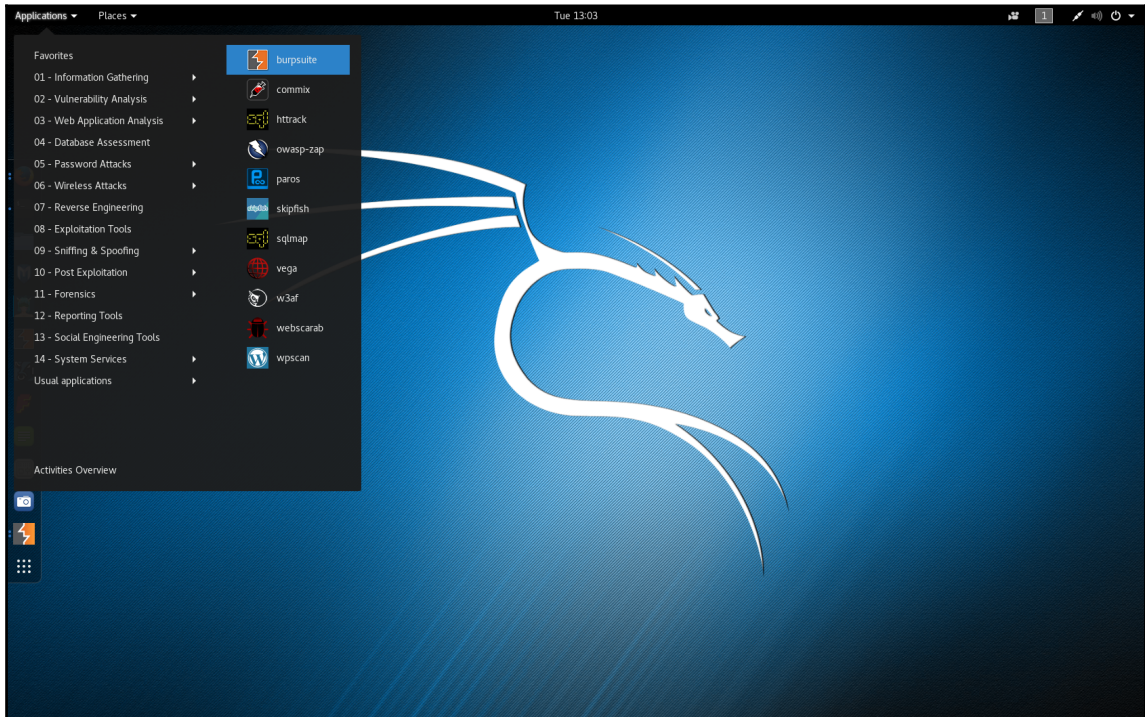 Applications Places Tue 13:03 1
Favorites
01 - Information Gathering
02 - Vulnerability Analysis
03 - Web Application Analysis
04 - Database Assessment
05 - Password Attacks
06 - Wireless Attacks
07 - Reverse Engineering
08 - Exploitation Tools
09 - Sniffing & Spoofing
10 - Post Exploitation
11 - Forensics
12 - Reporting Tools
13 - Social Engineering Tools
14 - System Services
Usual applications
Activities Overview
burpsuite
commix
httrack
owasp-zap
paros
skipfish
sqlmap
vega
w3af
webscarab
wpscan